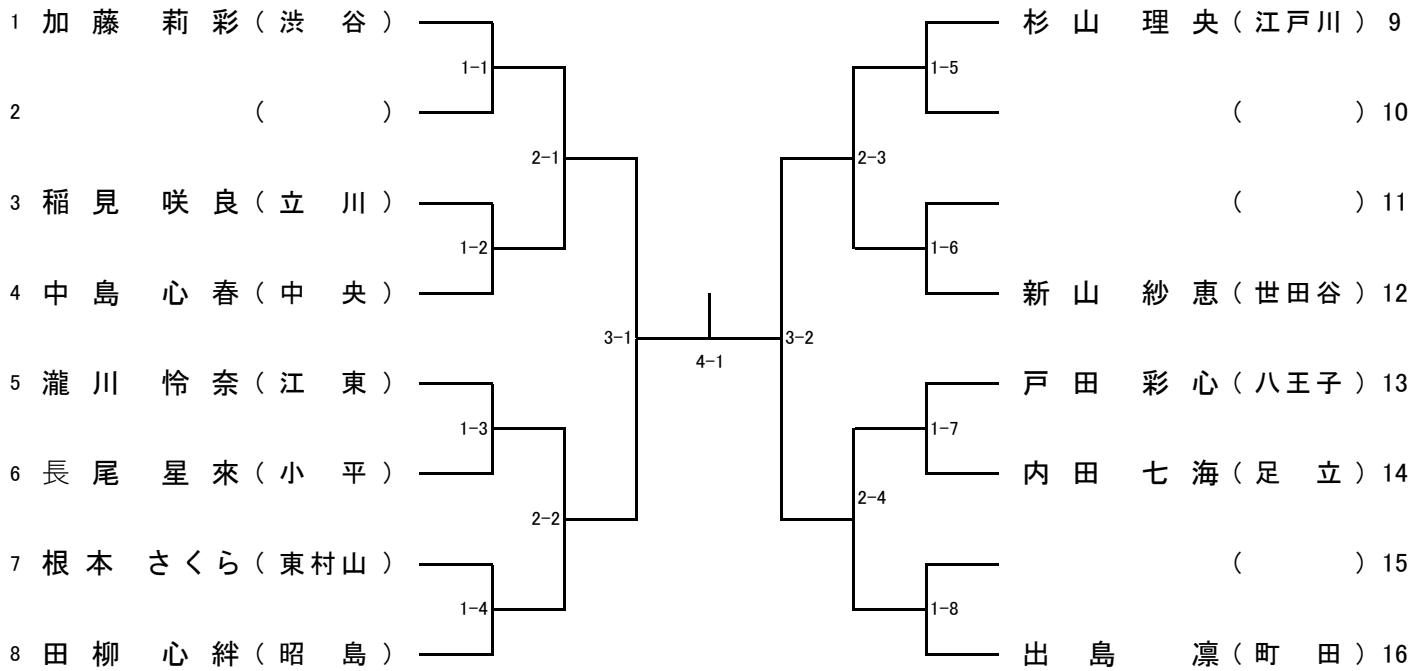 1 加藤 莉彩 ( 渋 谷 )
杉山 理央 ( 江戸川 ) 9
1-1
1-5
2 ( )
( ) 10
2-1
2-3
3 稲見 咲良 ( 立 川 )
( ) 11
1-2
1-6
4 中島 心春 ( 中 央 )
新山 紗恵 ( 世田谷 ) 12
3-1
3-2
4-1
5 瀧川 怜奈 ( 江 東 )
戸田 彩心 ( 八王子 ) 13
1-3
1-7
6 長尾 星來 ( 小 平 )
内田 七海 ( 足 立 ) 14
2-4
2-2
7 根本 さくら ( 東村山 )
( ) 15
1-4
1-8
8 田柳 心絆 ( 昭 島 )
出島 凛 ( 町 田 ) 16